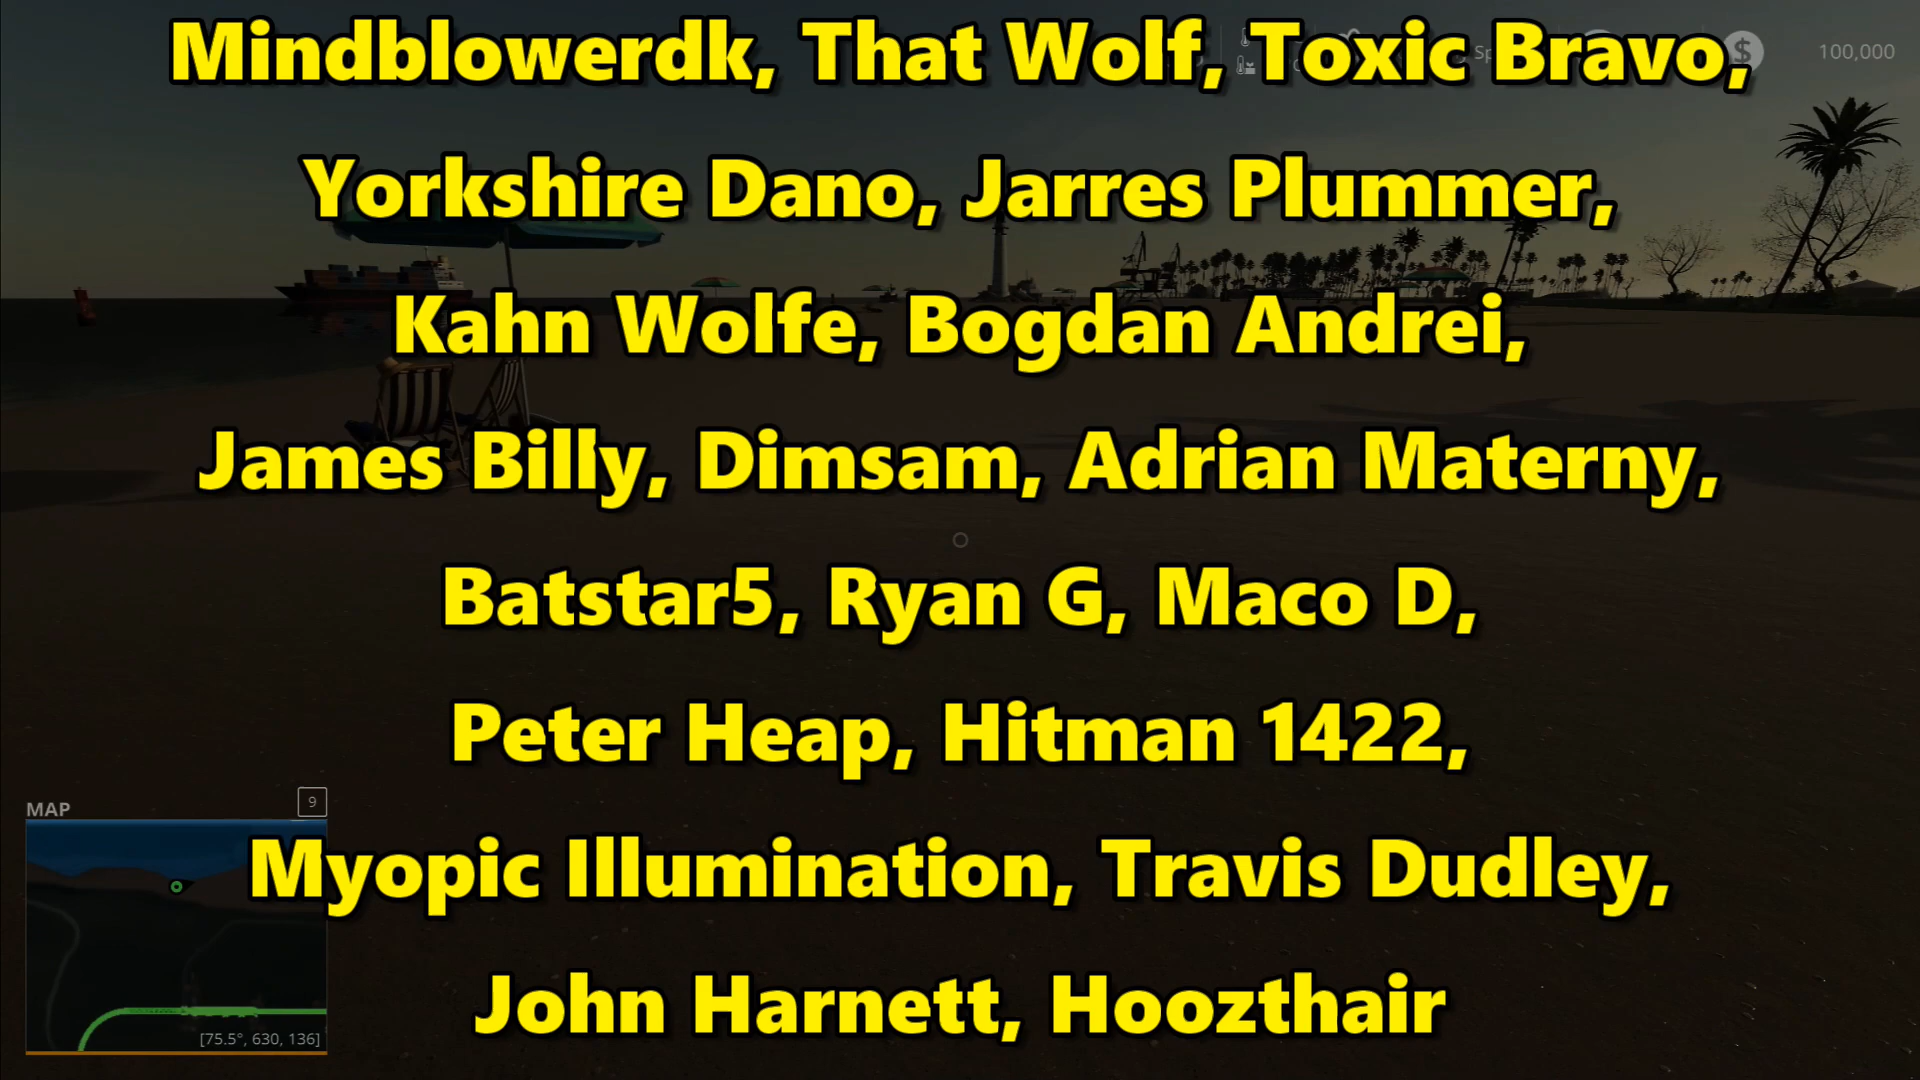 Mindblowerdk, That Wolf, Toxic Bravo,
100,000
Yorkshire Dano, Jarres Plummer,
Kahn Wolfe, Bogdan Andrei,
James Billy, Dimsam, Adrian Materny,
Batstar5, Ryan G, Maco D,
Peter Heap, Hitman 1422,
MAP 9
Myopic Illumination, Travis Dudley,
John Harnett, Hoozthair
[75.5°, 630, 136]